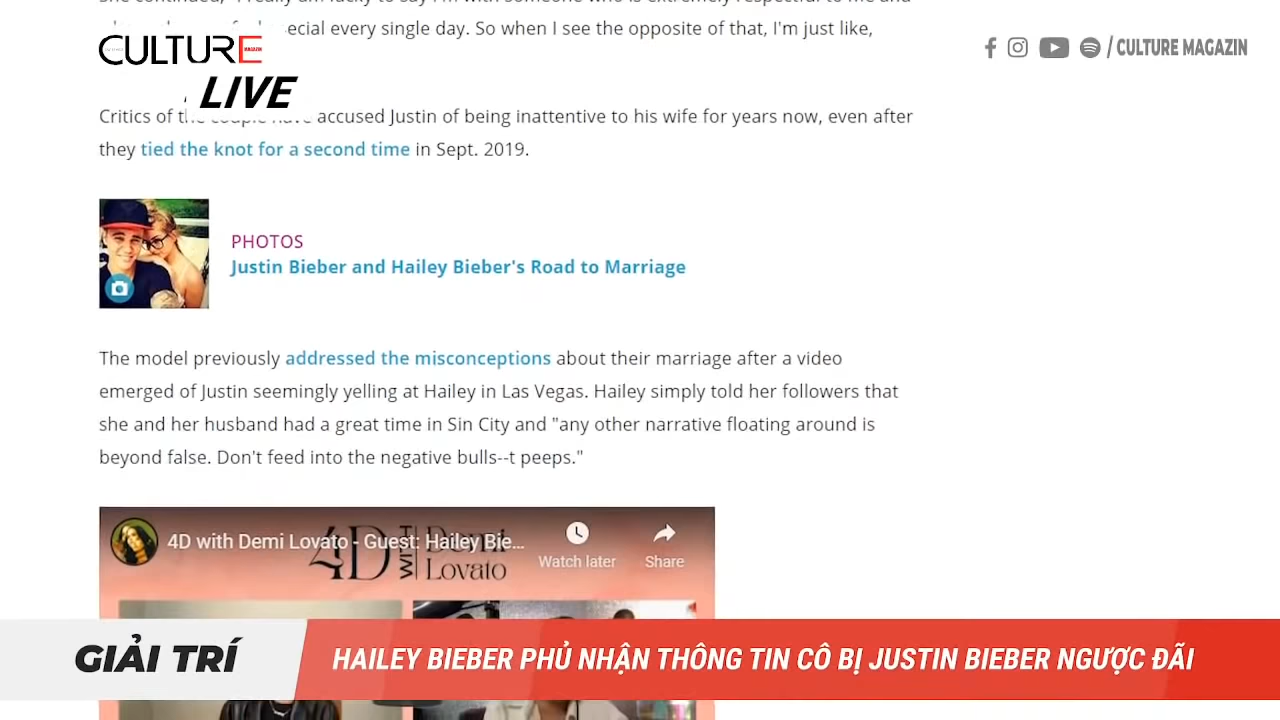 She continued, "I really am lucky to say I'm with someone who is extremely respectful to me and
special every single day. So when I see the opposite of that, I'm just like,
CULTURE
MAGAZIN
LIVE
/ CULTURE MAGAZIN
Critics of the couple have accused Justin of being inattentive to his wife for years now, even after
they tied the knot for a second time in Sept. 2019.
PHOTOS
Justin Bieber and Hailey Bieber's Road to Marriage
The model previously addressed the misconceptions about their marriage after a video
emerged of Justin seemingly yelling at Hailey in Las Vegas. Hailey simply told her followers that
she and her husband had a great time in Sin City and "any other narrative floating around is
beyond false. Don't feed into the negative bulls--t peeps."
4D with Demi Lovato - Guest: Hailey Bie...
4D WITH Demi Lovato
Watch later
Share
GIẢI TRÍ
HAILEY BIEBER PHỦ NHẬN THÔNG TIN CÔ BỊ JUSTIN BIEBER NGƯỢC ĐÃI